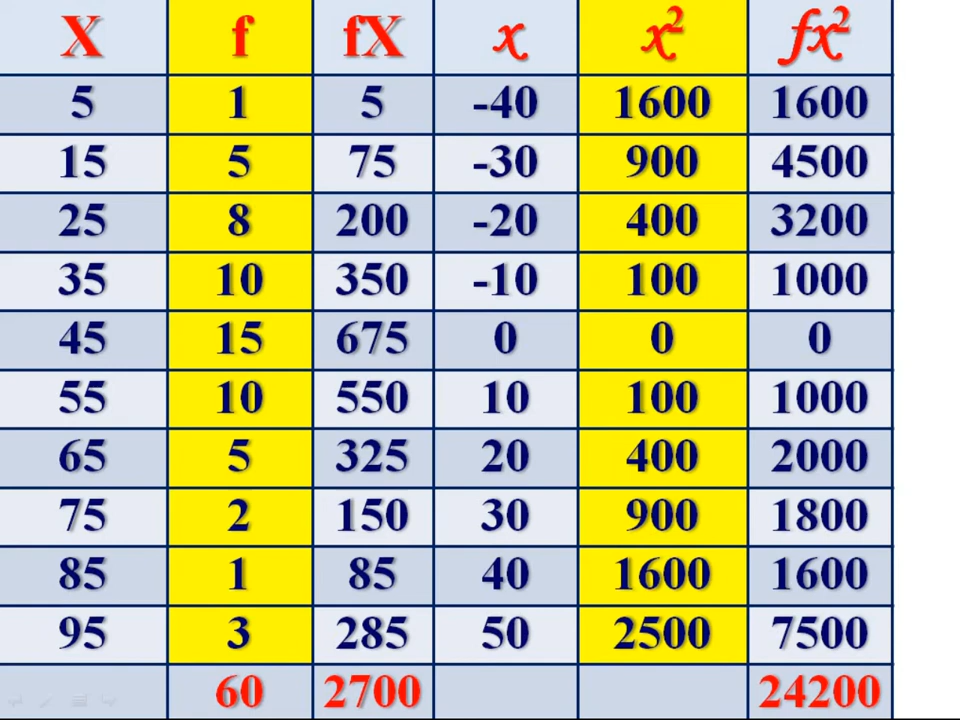 X f fX x x² fx²
5 1 5 -40 1600 1600
15 5 75 -30 900 4500
25 8 200 -20 400 3200
35 10 350 -10 100 1000
45 15 675 0 0 0
55 10 550 10 100 1000
65 5 325 20 400 2000
75 2 150 30 900 1800
85 1 85 40 1600 1600
95 3 285 50 2500 7500
60 2700 24200